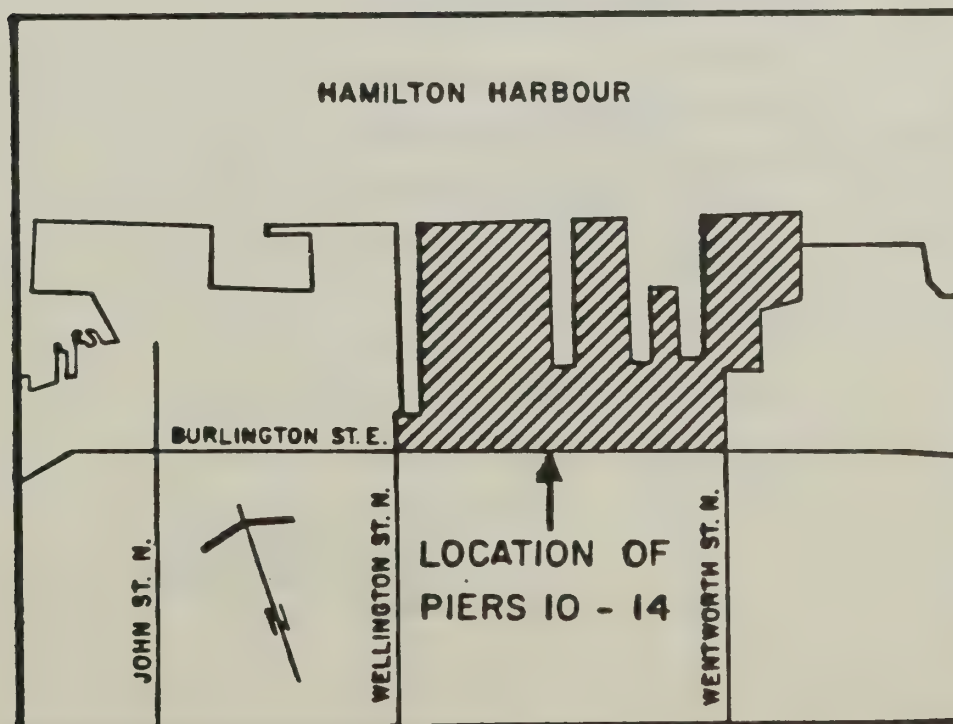 HAMILTON HARBOUR
BURLINGTON ST. E.
JOHN ST. N.
WELLINGTON ST. N.
WENTWORTH ST. N.
N
LOCATION OF
PIERS 10 - 14